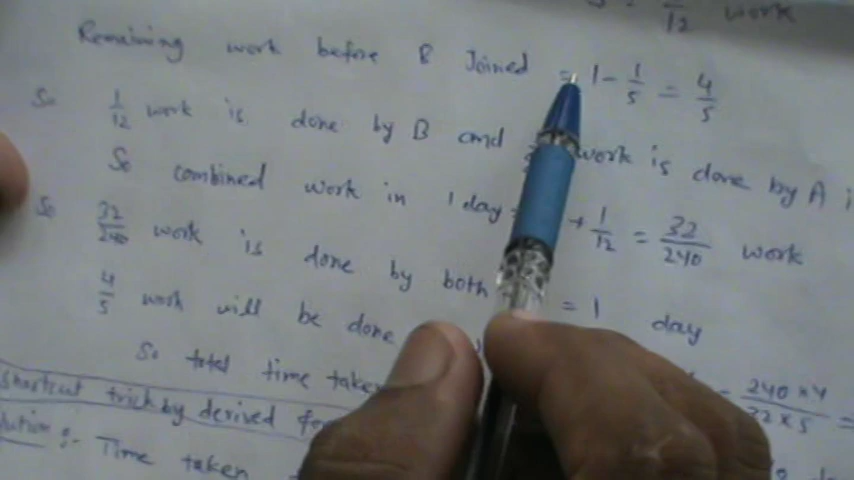 12 work
Remaining work before B Joined = 1 - 1/5 = 4/5
So 1/12 work is done by B and work is done by A
So combined work in 1 day + 1/12 = 32/240 work
So 32/240 work is done by both = 1 day
4/5 work will be done 240 x 4 / 32 x 5 =
So total time taken
shortcut trick by derived
:- Time taken